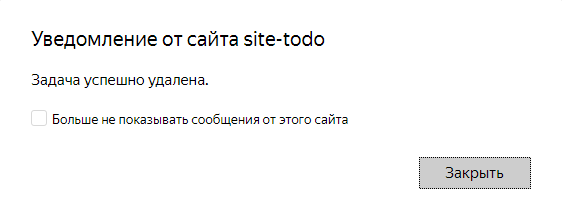 Уведомление от сайта site-todo
Задача успешно удалена.
Больше не показывать сообщения от этого сайта
Закрыть